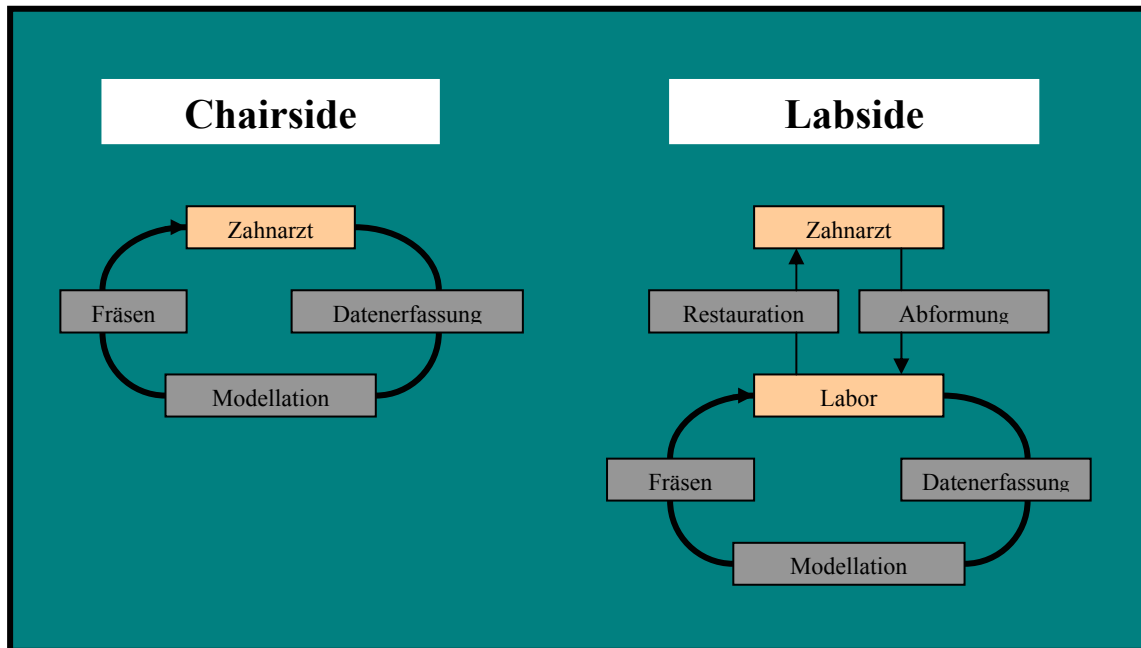 Chairside
Labside
Zahnarzt
Fräsen
Datenerfassung
Modellation
Zahnarzt
Restauration
Abformung
Labor
Fräsen
Datenerfassung
Modellation